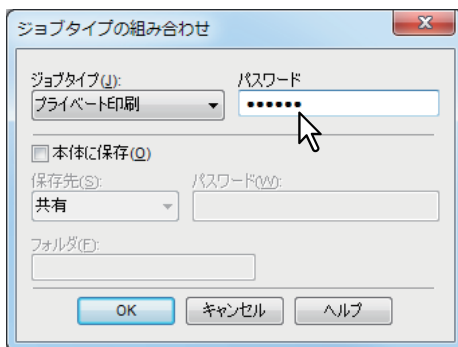 ジョブタイプの組み合わせ
ジョブタイプ(J): パスワード
プライベート印刷 ●●●●●●
本体に保存(O)
保存先(S): パスワード(W):
共有
フォルダ(F):
OK キャンセル ヘルプ